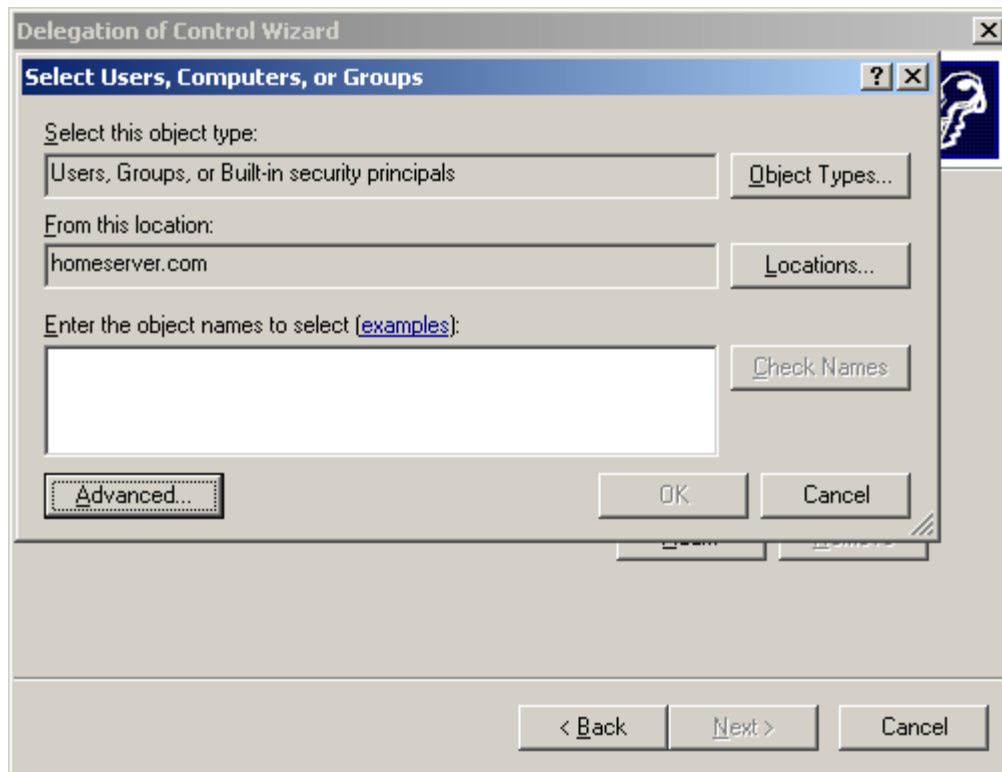 Delegation of Control Wizard
Select Users, Computers, or Groups
Select this object type:
Users, Groups, or Built-in security principals
Object Types...
From this location:
homeserver.com
Locations...
Enter the object names to select (examples):
Check Names
Advanced...
OK
Cancel
< Back
Next >
Cancel